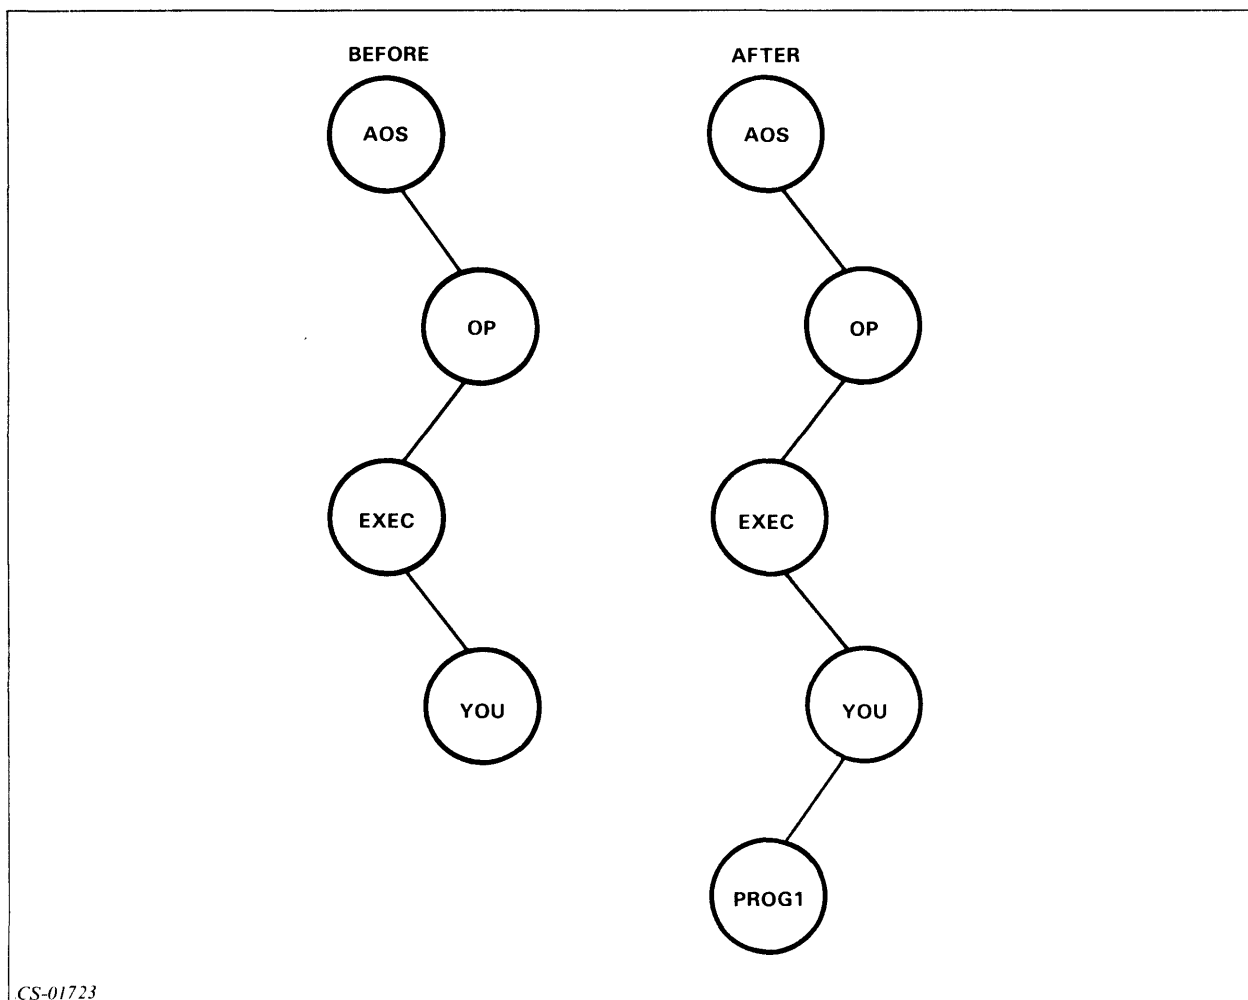 BEFORE
AOS
OP
EXEC
YOU
AFTER
AOS
OP
EXEC
YOU
PROG1
CS-01723